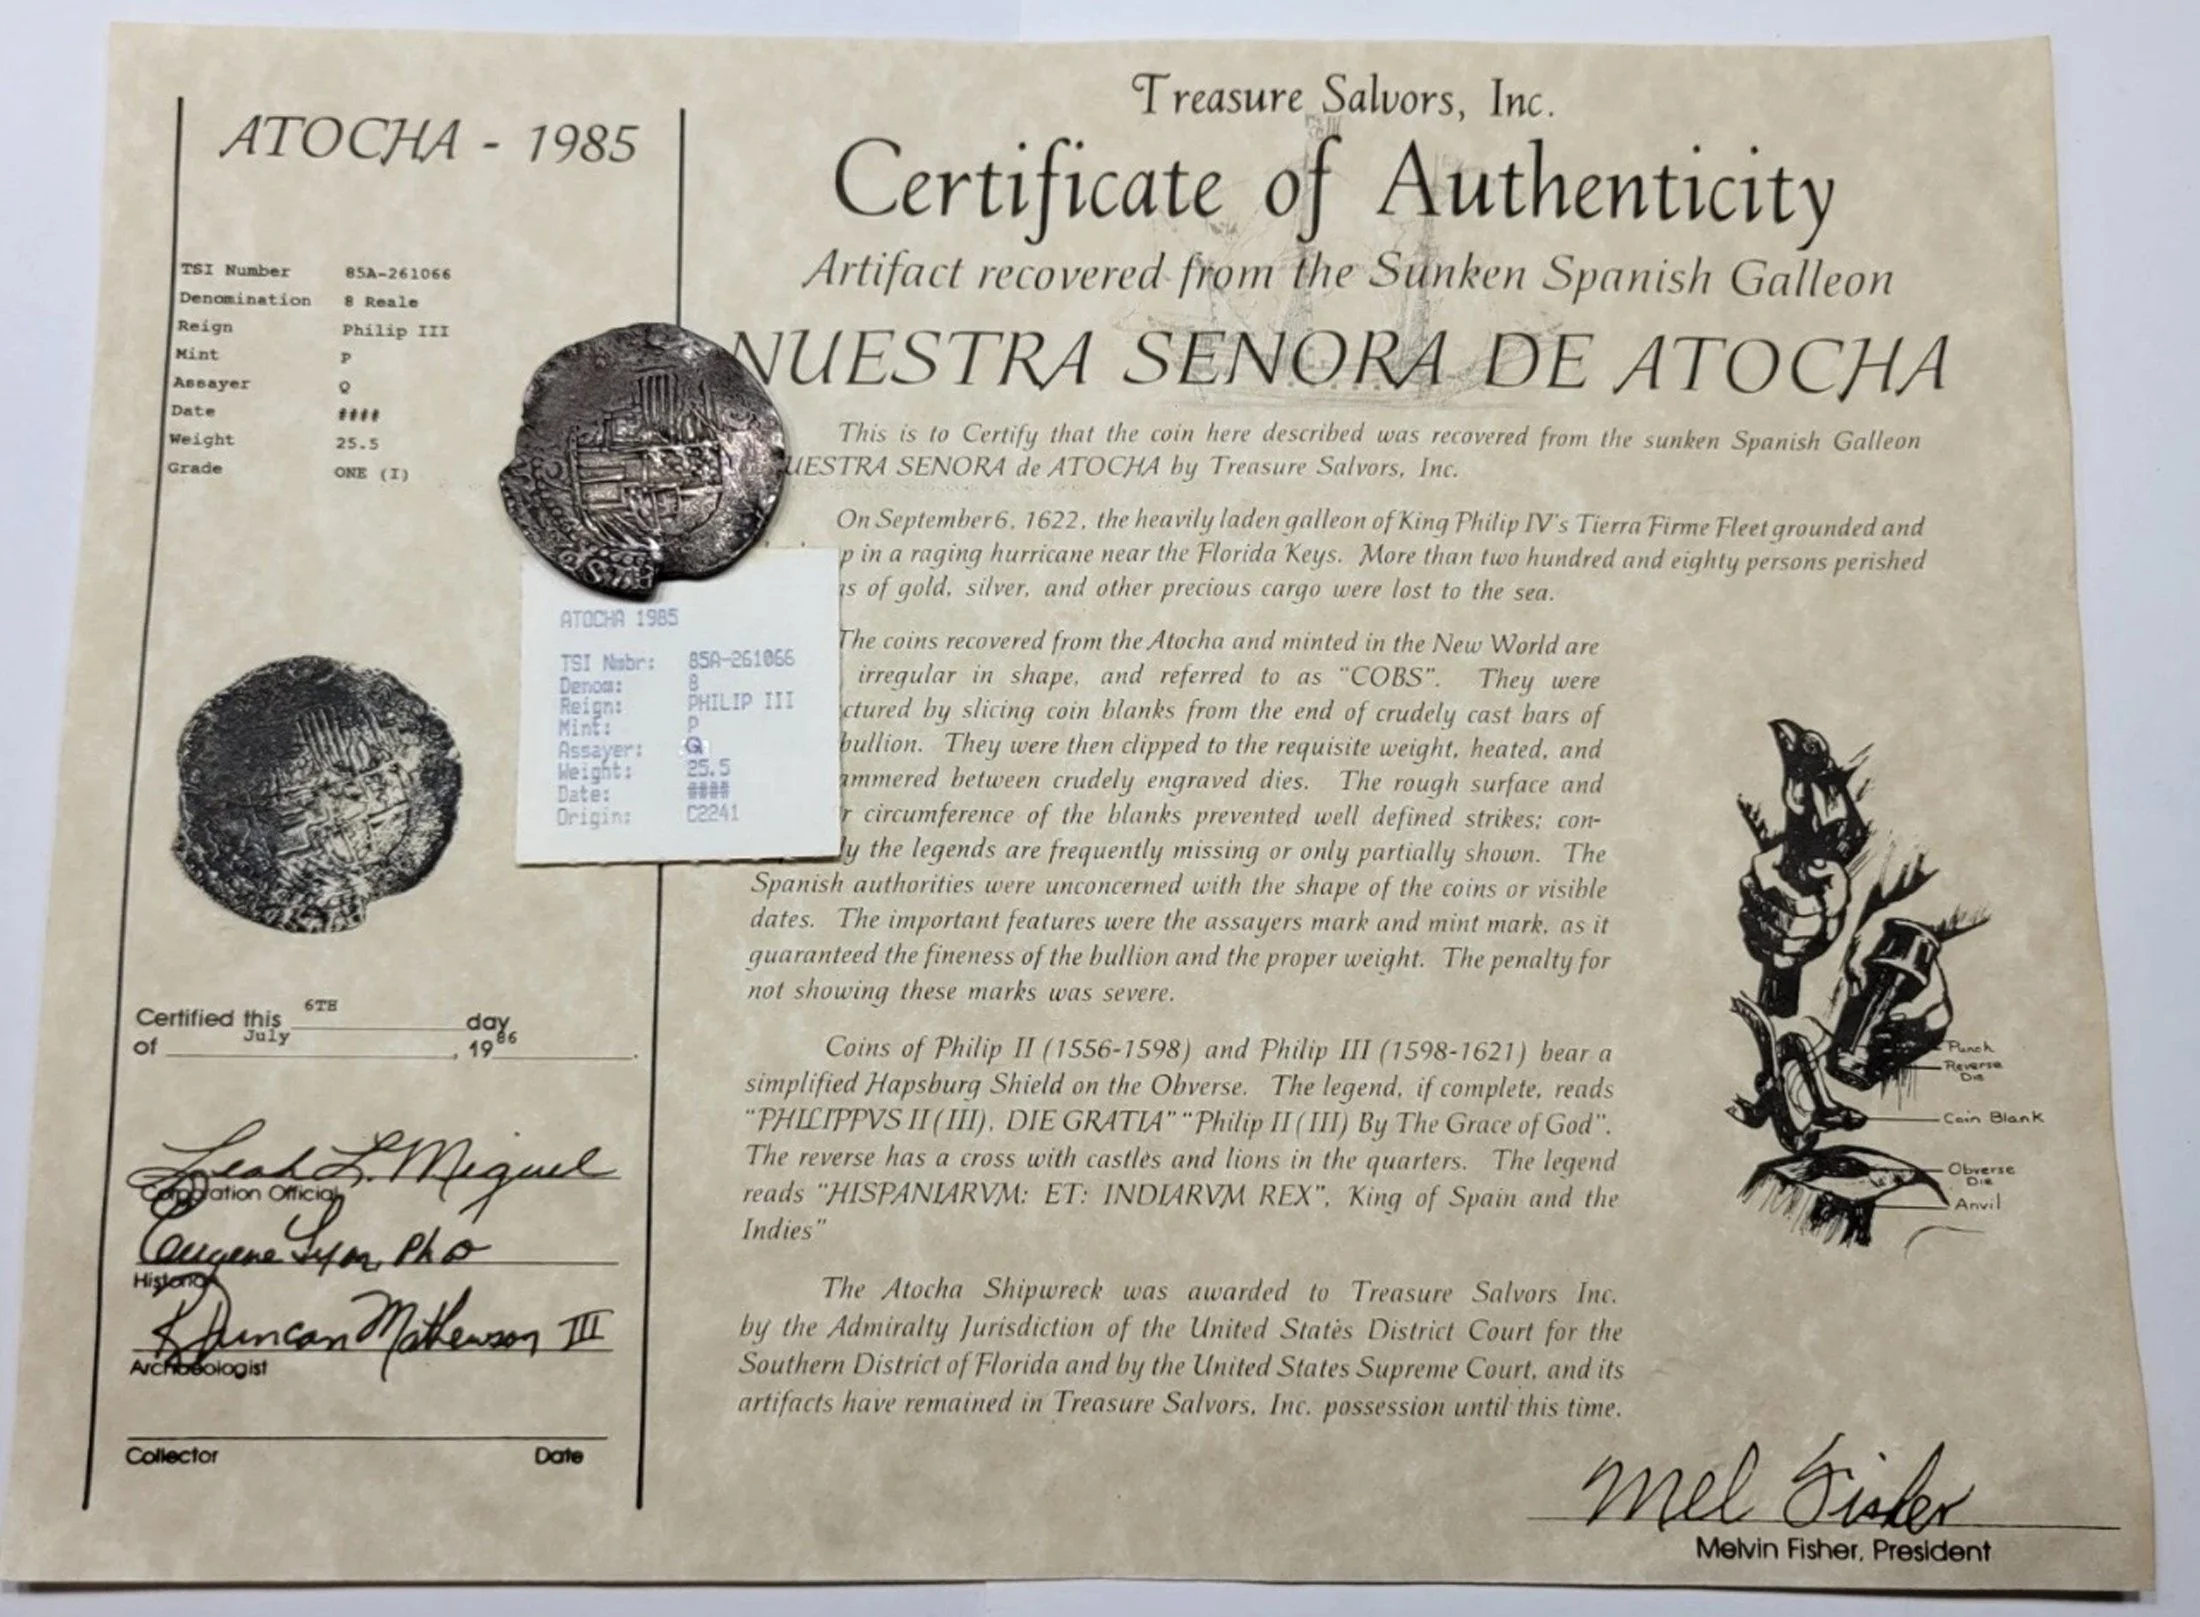 ATOCHA - 1985
TSI Number 85A-261066
Denomination 8 Reale
Reign Philip III
Mint P
Assayer Q
Date ####
Weight 25.5
Grade ONE (I)
Certified this 6TH day
of July, 1986.
Leah L. Miguel
Corporation Official
Eugene Lyon, PhD
Historian
R Duncan Mathewson III
Archaeologist
Collector Date
ATOCHA 1985
TSI Nmbr: 85A-261066
Denom: 8
Reign: PHILIP III
Mint: P
Assayer: Q
Weight: 25.5
Date: ####
Origin: C2241
Treasure Salvors, Inc.
Certificate of Authenticity
Artifact recovered from the Sunken Spanish Galleon
NUESTRA SENORA DE ATOCHA
This is to Certify that the coin here described was recovered from the sunken Spanish Galleon
UESTRA SENORA de ATOCHA by Treasure Salvors, Inc.
On September 6, 1622, the heavily laden galleon of King Philip IV's Tierra Firme Fleet grounded and
p in a raging hurricane near the Florida Keys. More than two hundred and eighty persons perished
s of gold, silver, and other precious cargo were lost to the sea.
The coins recovered from the Atocha and minted in the New World are
irregular in shape, and referred to as "COBS". They were
ctured by slicing coin blanks from the end of crudely cast bars of
bullion. They were then clipped to the requisite weight, heated, and
ammered between crudely engraved dies. The rough surface and
r circumference of the blanks prevented well defined strikes; con-
ly the legends are frequently missing or only partially shown. The
Spanish authorities were unconcerned with the shape of the coins or visible
dates. The important features were the assayers mark and mint mark, as it
guaranteed the fineness of the bullion and the proper weight. The penalty for
not showing these marks was severe.
Coins of Philip II (1556-1598) and Philip III (1598-1621) bear a
simplified Hapsburg Shield on the Obverse. The legend, if complete, reads
"PHILIPPVS II (III), DIE GRATIA" "Philip II (III) By The Grace of God".
The reverse has a cross with castles and lions in the quarters. The legend
reads "HISPANIARVM: ET: INDIARVM REX", King of Spain and the
Indies"
The Atocha Shipwreck was awarded to Treasure Salvors Inc.
by the Admiralty Jurisdiction of the United States District Court for the
Southern District of Florida and by the United States Supreme Court, and its
artifacts have remained in Treasure Salvors, Inc. possession until this time.
Punch
Reverse
Die
Coin Blank
Obverse
Die
Anvil
Mel Fisher
Melvin Fisher, President